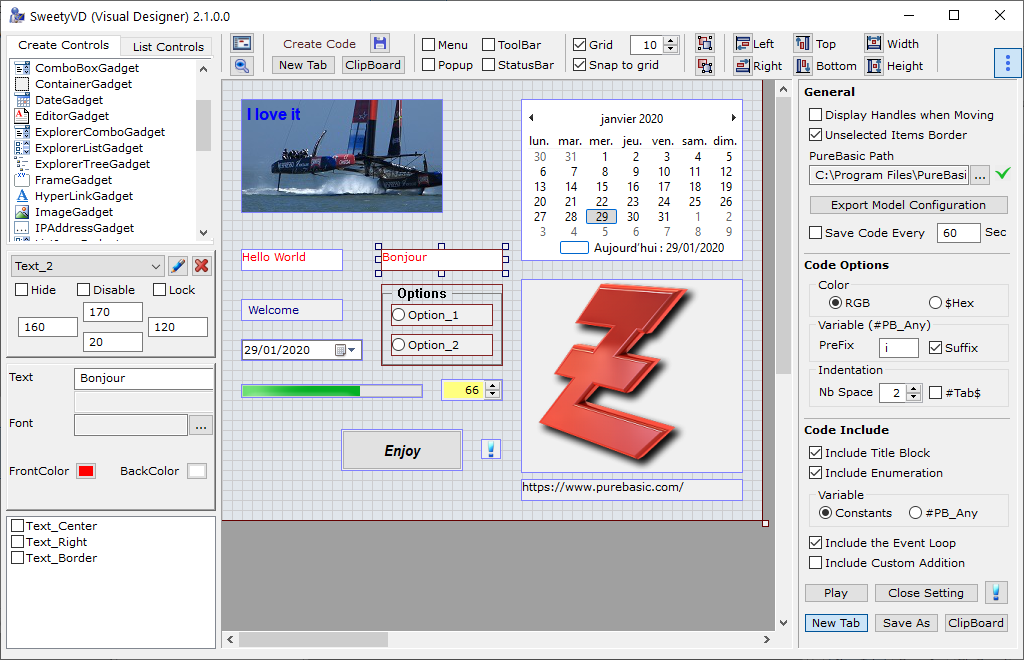 SweetyVD (Visual Designer) 2.1.0.0
Create Controls List Controls
ComboBoxGadget
ContainerGadget
DateGadget
EditorGadget
ExplorerComboGadget
ExplorerListGadget
ExplorerTreeGadget
FrameGadget
HyperLinkGadget
ImageGadget
IPAddressGadget
Text_2
Hide Disable Lock
170
160 120
20
Text Bonjour
Font ...
FrontColor BackColor
Text_Center
Text_Right
Text_Border
Create Code
New Tab ClipBoard
Menu ToolBar
Popup StatusBar
Grid 10
Snap to grid
Left Top Width
Right Bottom Height
I love it
janvier 2020
lun. mar. mer. jeu. ven. sam. dim.
30 31 1 2 3 4 5
6 7 8 9 10 11 12
13 14 15 16 17 18 19
20 21 22 23 24 25 26
27 28 29 30 31 1 2
3 4 5 6 7 8 9
Aujourd'hui : 29/01/2020
Hello World Bonjour
Welcome
Options
Option_1
Option_2
29/01/2020
66
Enjoy
https://www.purebasic.com/
General
Display Handles when Moving
Unselected Items Border
PureBasic Path
C:\Program Files\PureBasi ...
Export Model Configuration
Save Code Every 60 Sec
Code Options
Color
RGB $Hex
Variable (#PB_Any)
PreFix i Suffix
Indentation
Nb Space 2 #Tab$
Code Include
Include Title Block
Include Enumeration
Variable
Constants #PB_Any
Include the Event Loop
Include Custom Addition
Play Close Setting
New Tab Save As ClipBoard